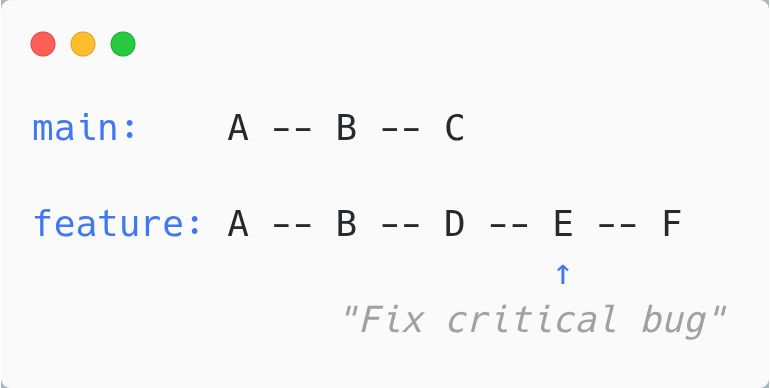 main: A -- B -- C
feature: A -- B -- D -- E -- F
↑
"Fix critical bug"